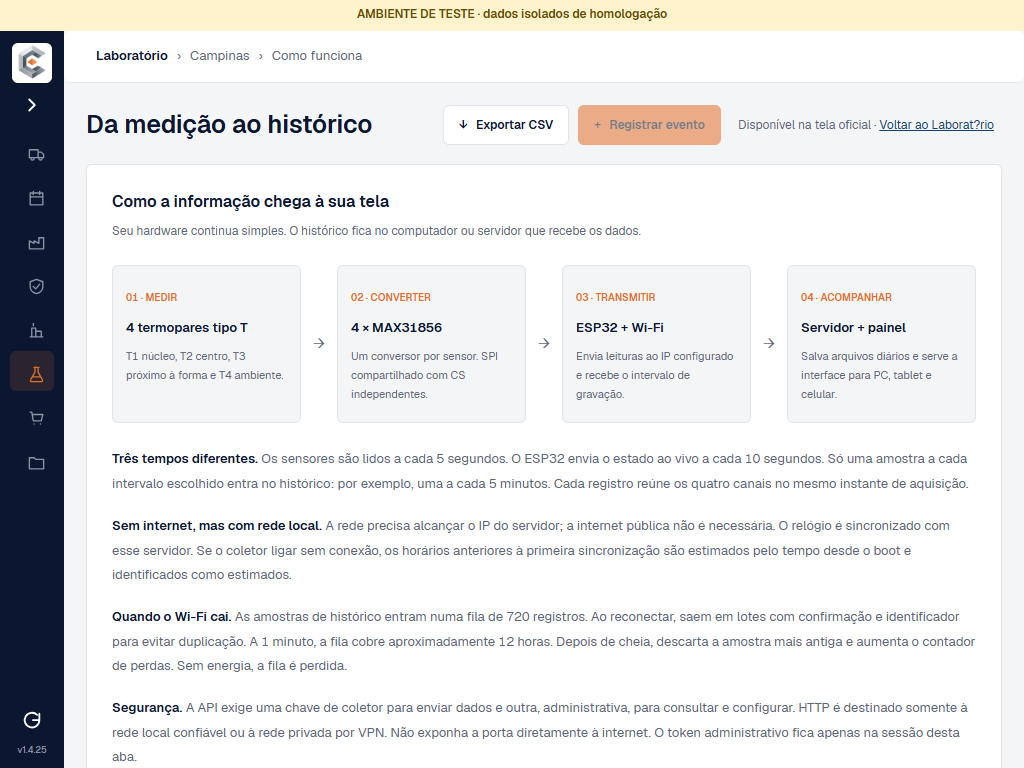 AMBIENTE DE TESTE · dados isolados de homologação
Laboratório › Campinas › Como funciona
Da medição ao histórico
↓ Exportar CSV
+ Registrar evento
Disponível na tela oficial · Voltar ao Laborat?rio
Como a informação chega à sua tela
Seu hardware continua simples. O histórico fica no computador ou servidor que recebe os dados.
01 · MEDIR
4 termopares tipo T
T1 núcleo, T2 centro, T3
próximo à forma e T4 ambiente.
→
02 · CONVERTER
4 × MAX31856
Um conversor por sensor. SPI
compartilhado com CS
independentes.
→
03 · TRANSMITIR
ESP32 + Wi-Fi
Envia leituras ao IP configurado
e recebe o intervalo de
gravação.
→
04 · ACOMPANHAR
Servidor + painel
Salva arquivos diários e serve a
interface para PC, tablet e
celular.
Três tempos diferentes. Os sensores são lidos a cada 5 segundos. O ESP32 envia o estado ao vivo a cada 10 segundos. Só uma amostra a cada
intervalo escolhido entra no histórico: por exemplo, uma a cada 5 minutos. Cada registro reúne os quatro canais no mesmo instante de aquisição.
Sem internet, mas com rede local. A rede precisa alcançar o IP do servidor; a internet pública não é necessária. O relógio é sincronizado com
esse servidor. Se o coletor ligar sem conexão, os horários anteriores à primeira sincronização são estimados pelo tempo desde o boot e
identificados como estimados.
Quando o Wi-Fi cai. As amostras de histórico entram numa fila de 720 registros. Ao reconectar, saem em lotes com confirmação e identificador
para evitar duplicação. A 1 minuto, a fila cobre aproximadamente 12 horas. Depois de cheia, descarta a amostra mais antiga e aumenta o contador
de perdas. Sem energia, a fila é perdida.
Segurança. A API exige uma chave de coletor para enviar dados e outra, administrativa, para consultar e configurar. HTTP é destinado somente à
rede local confiável ou à rede privada por VPN. Não exponha a porta diretamente à internet. O token administrativo fica apenas na sessão desta
aba.
v1.4.25